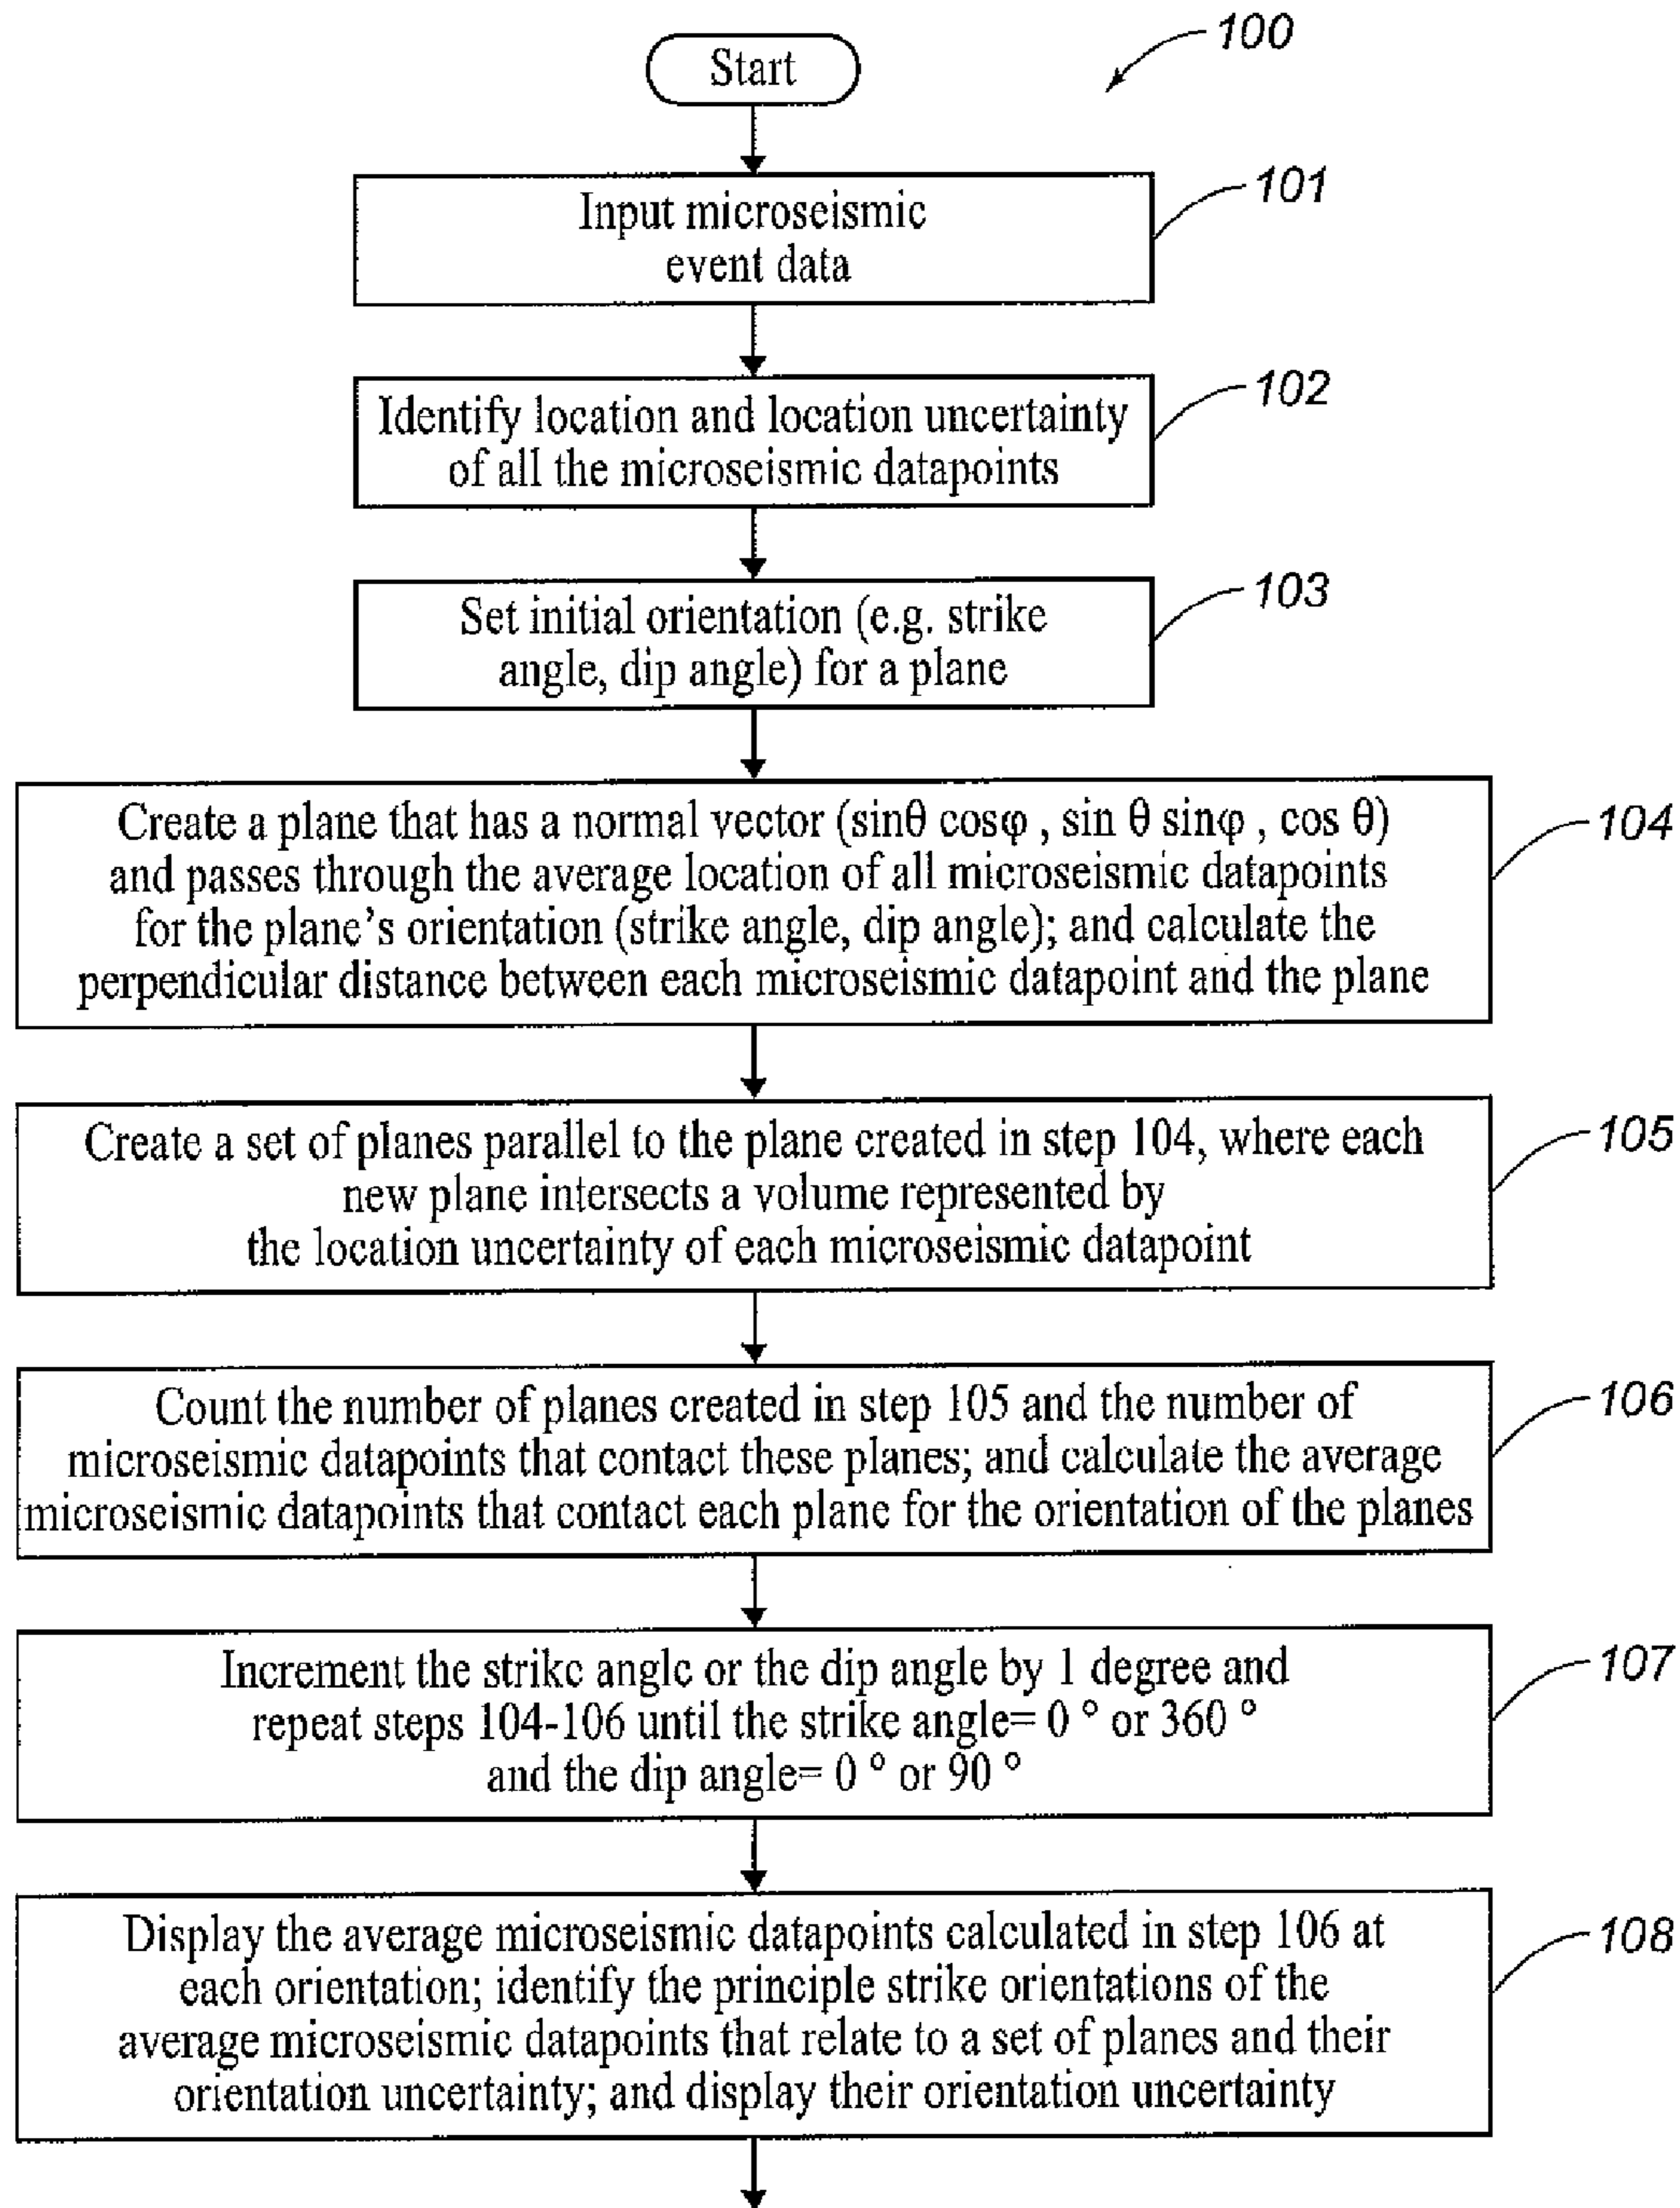 100
Start
101
Input microseismic
event data
102
Identify location and location uncertainty
of all the microseismic datapoints
103
Set initial orientation (e.g. strike
angle, dip angle) for a plane
104
Create a plane that has a normal vector (sinθ cosφ , sin θ sinφ , cos θ)
and passes through the average location of all microseismic datapoints
for the plane's orientation (strike angle, dip angle); and calculate the
perpendicular distance between each microseismic datapoint and the plane
105
Create a set of planes parallel to the plane created in step 104, where each
new plane intersects a volume represented by
the location uncertainty of each microseismic datapoint
106
Count the number of planes created in step 105 and the number of
microseismic datapoints that contact these planes; and calculate the average
microseismic datapoints that contact each plane for the orientation of the planes
107
Increment the strike angle or the dip angle by 1 degree and
repeat steps 104-106 until the strike angle= 0 ° or 360 °
and the dip angle= 0 ° or 90 °
108
Display the average microseismic datapoints calculated in step 106 at
each orientation; identify the principle strike orientations of the
average microseismic datapoints that relate to a set of planes and their
orientation uncertainty; and display their orientation uncertainty